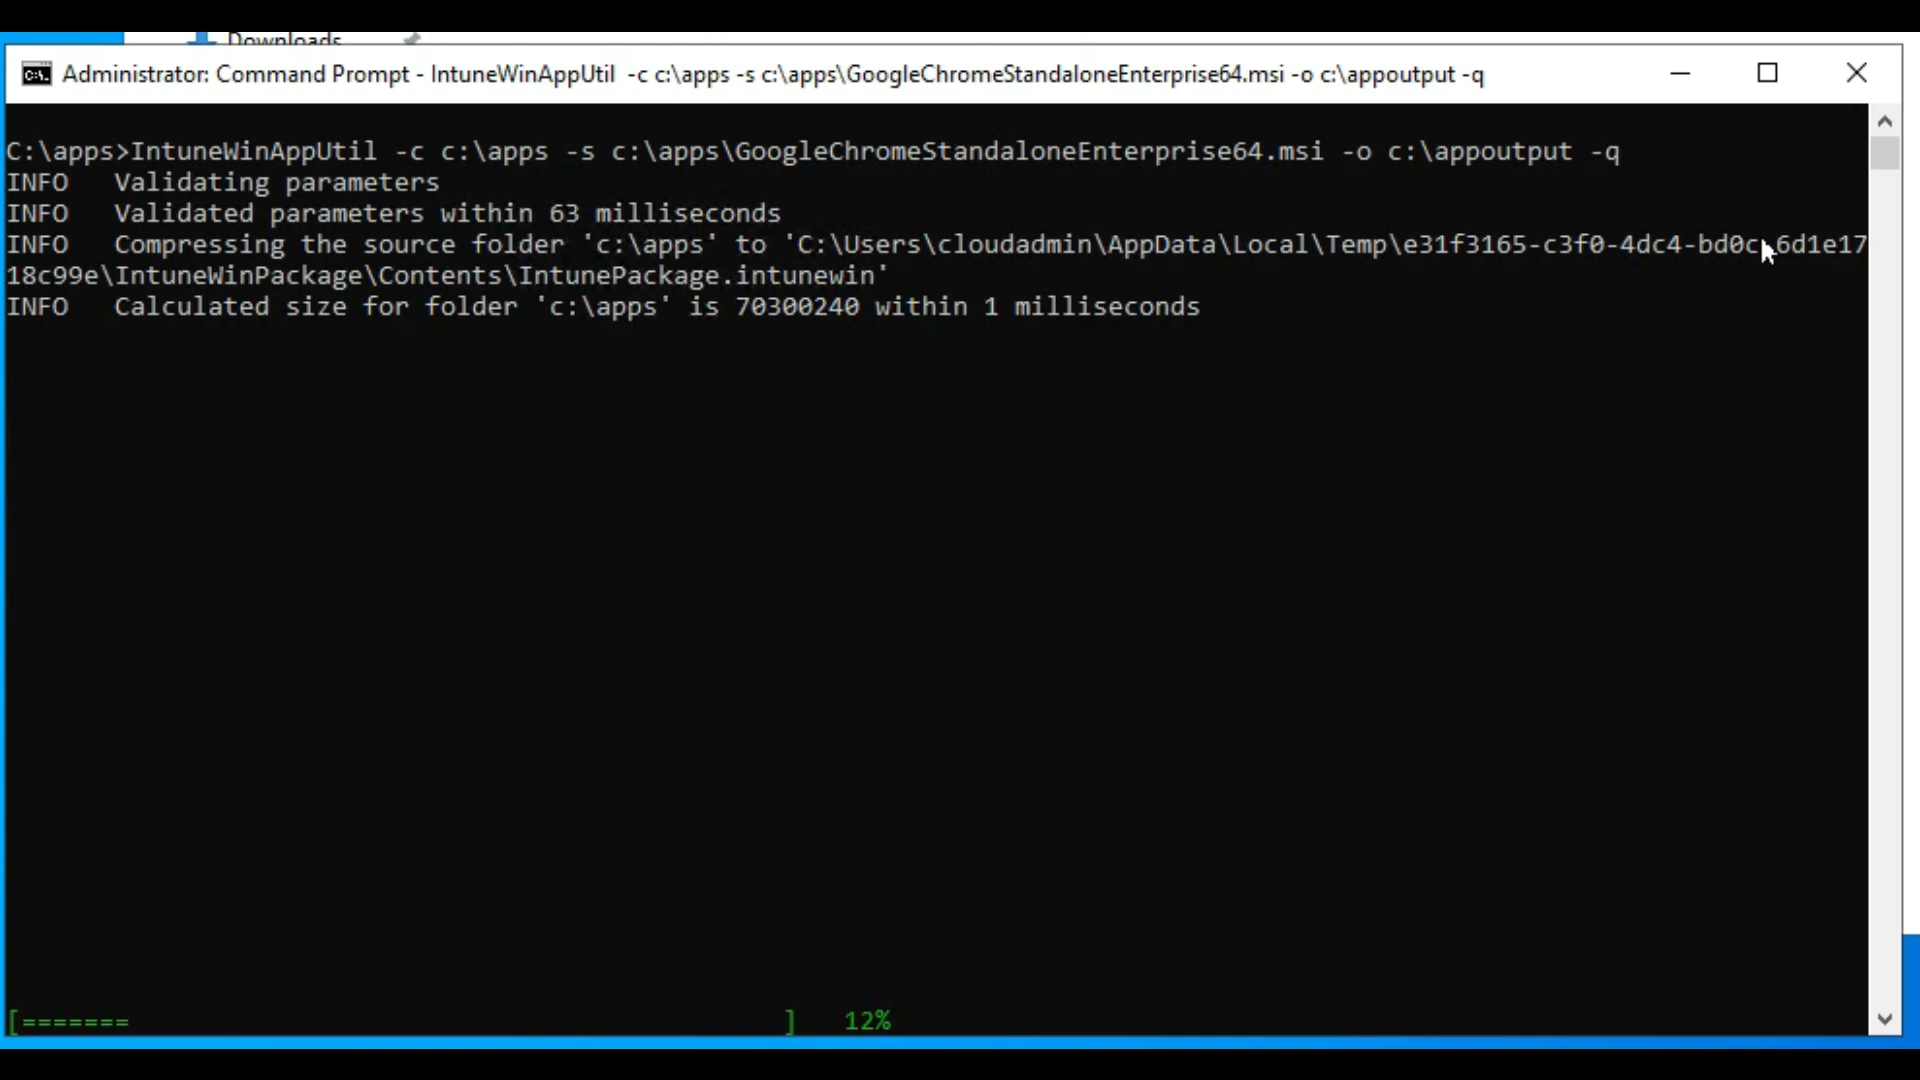 Downloads
Administrator: Command Prompt - IntuneWinAppUtil  -c c:\apps -s c:\apps\GoogleChromeStandaloneEnterprise64.msi -o c:\appoutput -q
C:\apps>IntuneWinAppUtil -c c:\apps -s c:\apps\GoogleChromeStandaloneEnterprise64.msi -o c:\appoutput -q
INFO   Validating parameters
INFO   Validated parameters within 63 milliseconds
INFO   Compressing the source folder 'c:\apps' to 'C:\Users\cloudadmin\AppData\Local\Temp\e31f3165-c3f0-4dc4-bd0c-6d1e17
18c99e\IntuneWinPackage\Contents\IntunePackage.intunewin'
INFO   Calculated size for folder 'c:\apps' is 70300240 within 1 milliseconds
[=======                                           ]   12%